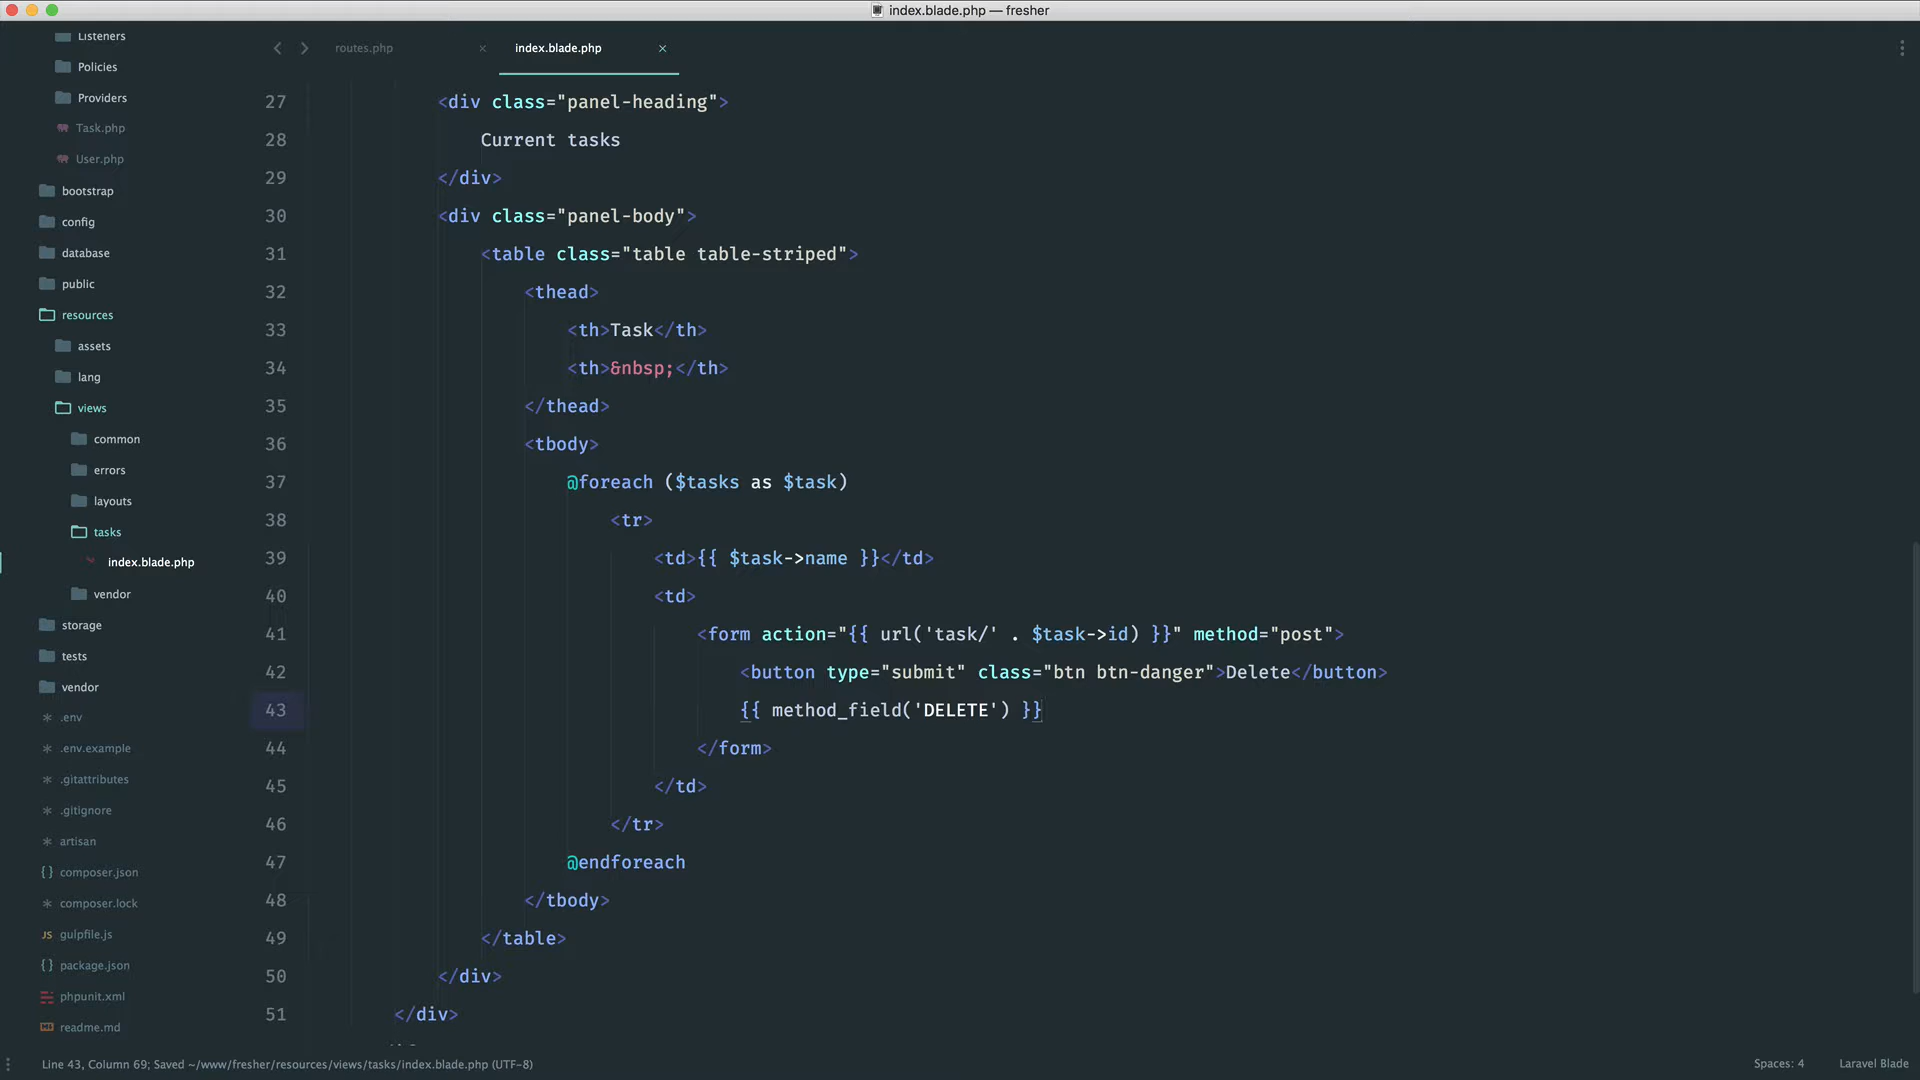 index.blade.php — fresher
Listeners
Policies
Providers
Task.php
User.php
bootstrap
config
database
public
resources
assets
lang
views
common
errors
layouts
tasks
index.blade.php
vendor
storage
tests
vendor
.env
.env.example
.gitattributes
.gitignore
artisan
{} composer.json
composer.lock
JS gulpfile.js
{} package.json
phpunit.xml
readme.md
routes.php ×
index.blade.php ×
27 <div class="panel-heading">
28 Current tasks
29 </div>
30 <div class="panel-body">
31 <table class="table table-striped">
32 <thead>
33 <th>Task</th>
34 <th>&nbsp;</th>
35 </thead>
36 <tbody>
37 @foreach ($tasks as $task)
38 <tr>
39 <td>{{ $task->name }}</td>
40 <td>
41 <form action="{{ url('task/' . $task->id) }}" method="post">
42 <button type="submit" class="btn btn-danger">Delete</button>
43 {{ method_field('DELETE') }}
44 </form>
45 </td>
46 </tr>
47 @endforeach
48 </tbody>
49 </table>
50 </div>
51 </div>
Line 43, Column 69; Saved ~/www/fresher/resources/views/tasks/index.blade.php (UTF-8)
Spaces: 4
Laravel Blade